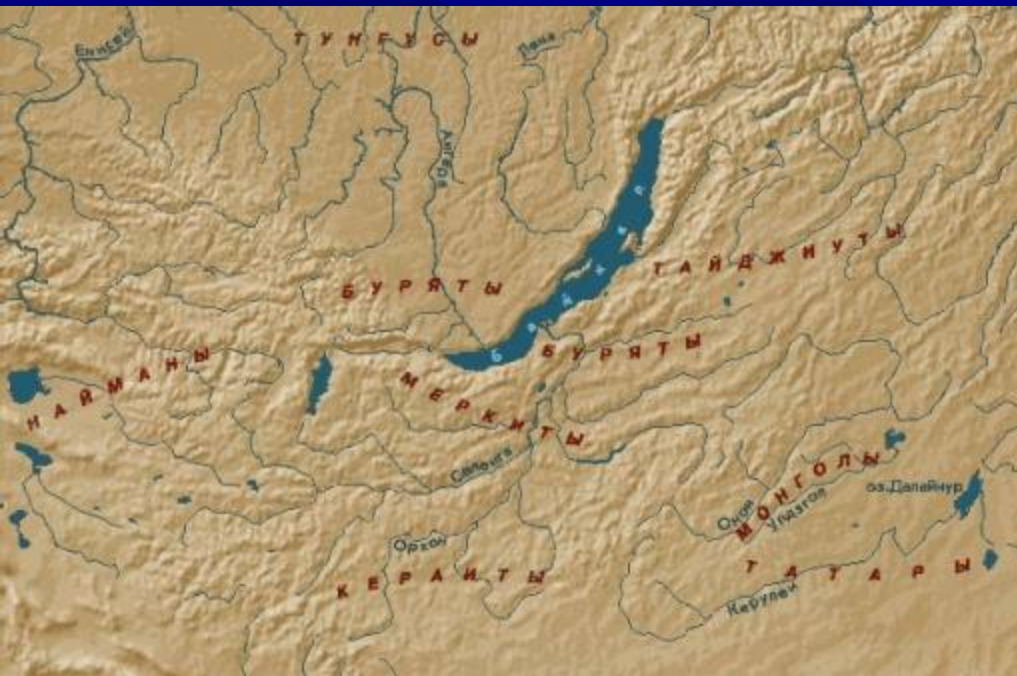 ТУНГУСЫ
Енисей
Лена
Ангара
ТАЙДЖИУТЫ
БУРЯТЫ
Байкал
БУРЯТЫ
НАЙМАНЫ
МЕРКИТЫ
Селенга
МОНГОЛЫ
оз.Далайнур
Онон
Улдзгол
Орхон
КЕРАИТЫ
ТАТАРЫ
Керулен